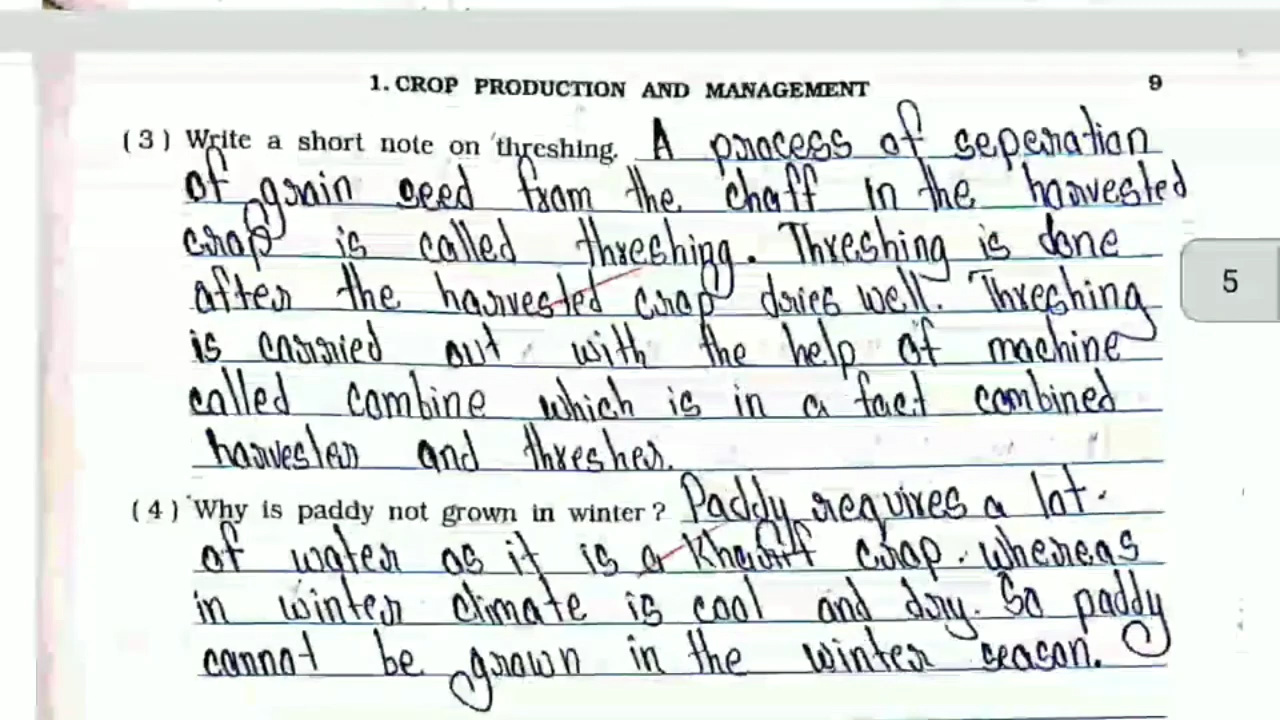 1. CROP PRODUCTION AND MANAGEMENT 9
( 3 ) Write a short note on threshing. A process of seperation
of grain seed from the chaff in the harvested
crop is called threshing. Threshing is done
after the harvested crop dries well. Threshing
is carried out with the help of machine
called combine which is in a fact combined
harvester and thresher.
5
( 4 ) Why is paddy not grown in winter ? Paddy requires a lot.
of water as it is a Khariff crop. whereas
in winter climate is cool and dry. So paddy
cannot be grown in the winter season.